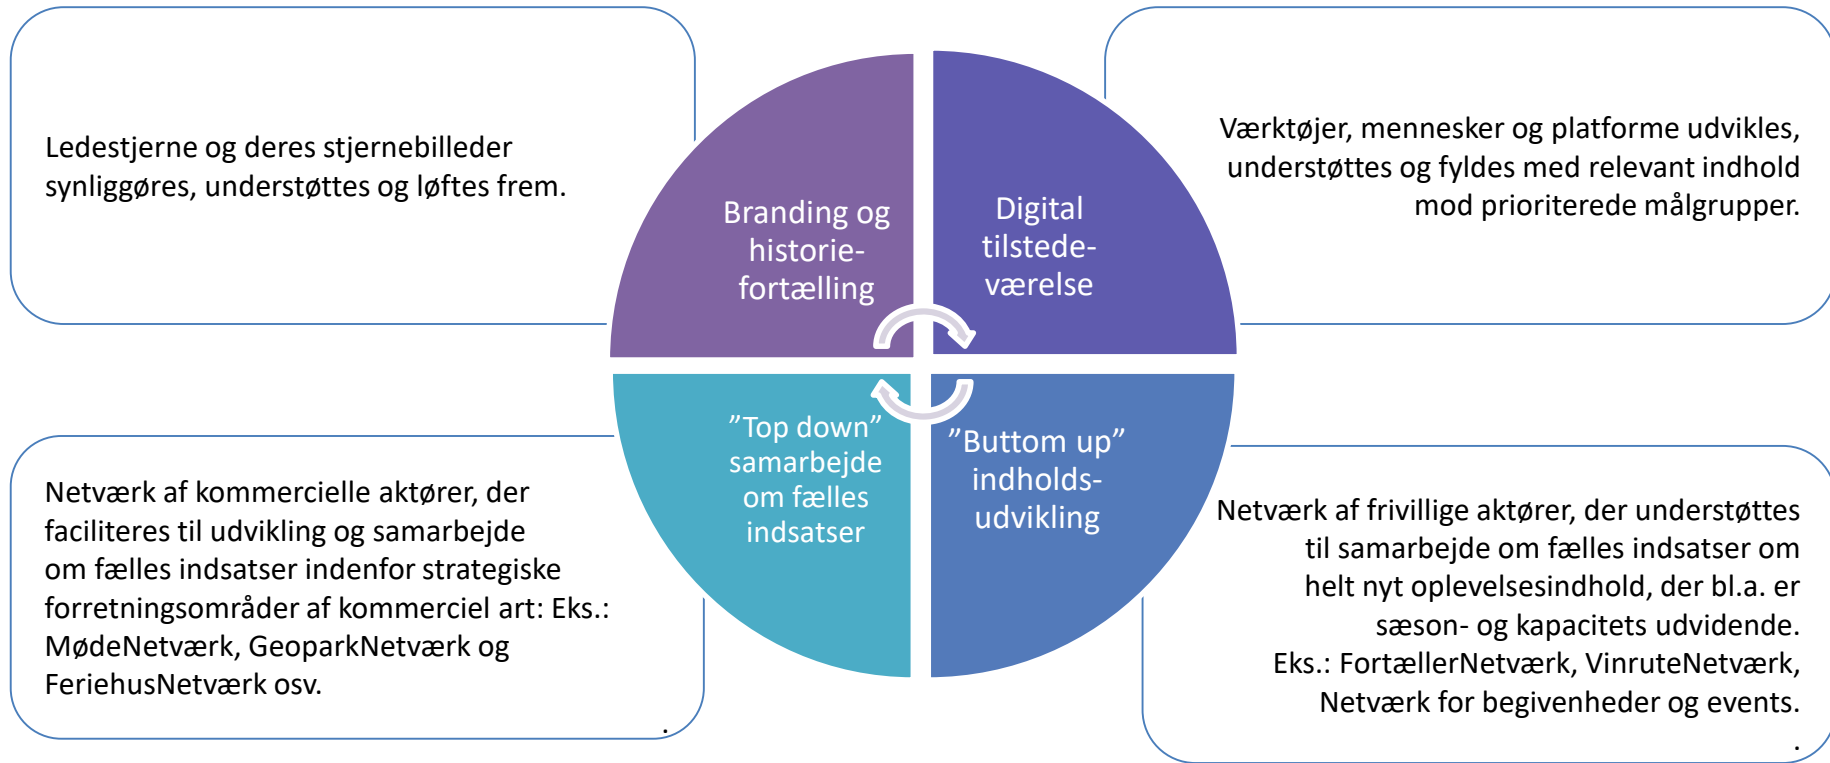 Ledestjerne og deres stjernebilleder
synliggøres, understøttes og løftes frem.
Branding og
historie-
fortælling
Digital
tilstede-
værelse
Værktøjer, mennesker og platforme udvikles,
understøttes og fyldes med relevant indhold
mod prioriterede målgrupper.
Netværk af kommercielle aktører, der
faciliteres til udvikling og samarbejde
om fælles indsatser indenfor strategiske
forretningsområder af kommerciel art: Eks.:
MødeNetværk, GeoparkNetværk og
FeriehusNetværk osv.
.
”Top down”
samarbejde
om fælles
indsatser
”Buttom up”
indholds-
udvikling
Netværk af frivillige aktører, der understøttes
til samarbejde om fælles indsatser om
helt nyt oplevelsesindhold, der bl.a. er
sæson- og kapacitets udvidende.
Eks.: FortællerNetværk, VinruteNetværk,
Netværk for begivenheder og events.
.